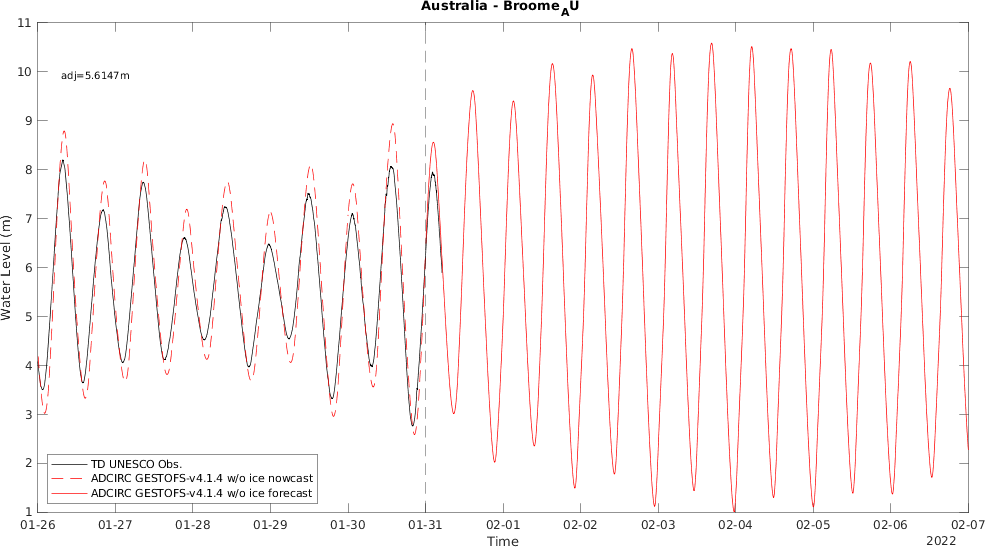 Australia - Broome_AU
adj=5.6147m
Water Level (m)
11
10
9
8
7
6
5
4
3
2
1
TD UNESCO Obs.
ADCIRC GESTOFS-v4.1.4 w/o ice nowcast
ADCIRC GESTOFS-v4.1.4 w/o ice forecast
01-26 01-27 01-28 01-29 01-30 01-31 02-01 02-02 02-03 02-04 02-05 02-06 02-07
Time
2022